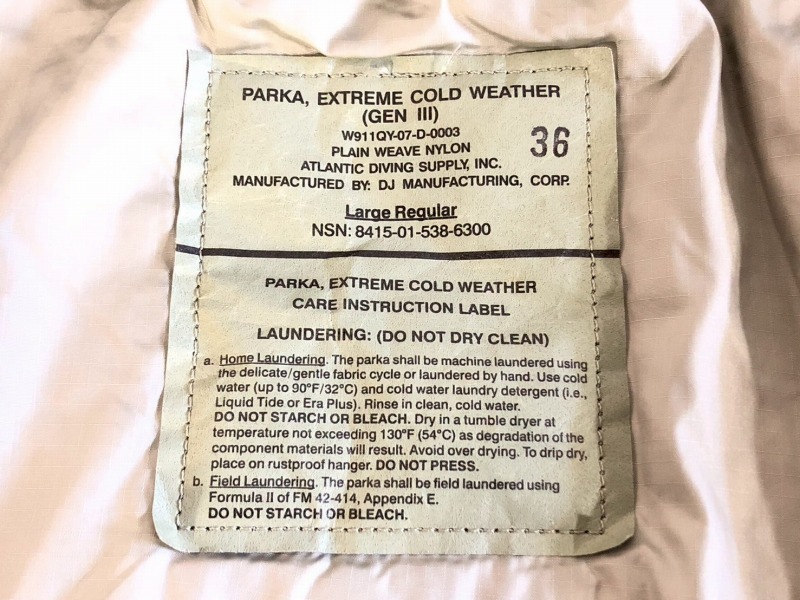 PARKA, EXTREME COLD WEATHER
(GEN III)
W911QY-07-D-0003
36
PLAIN WEAVE NYLON
ATLANTIC DIVING SUPPLY, INC.
MANUFACTURED BY: DJ MANUFACTURING, CORP.
Large Regular
NSN: 8415-01-538-6300
PARKA, EXTREME COLD WEATHER
CARE INSTRUCTION LABEL
LAUNDERING: (DO NOT DRY CLEAN)
a. Home Laundering. The parka shall be machine laundered using
the delicate/gentle fabric cycle or laundered by hand. Use cold
water (up to 90°F/32°C) and cold water laundry detergent (i.e.,
Liquid Tide or Era Plus). Rinse in clean, cold water.
DO NOT STARCH OR BLEACH. Dry in a tumble dryer at
temperature not exceeding 130°F (54°C) as degradation of the
component materials will result. Avoid over drying. To drip dry,
place on rustproof hanger. DO NOT PRESS.
b. Field Laundering. The parka shall be field laundered using
Formula II of FM 42-414, Appendix E.
DO NOT STARCH OR BLEACH.